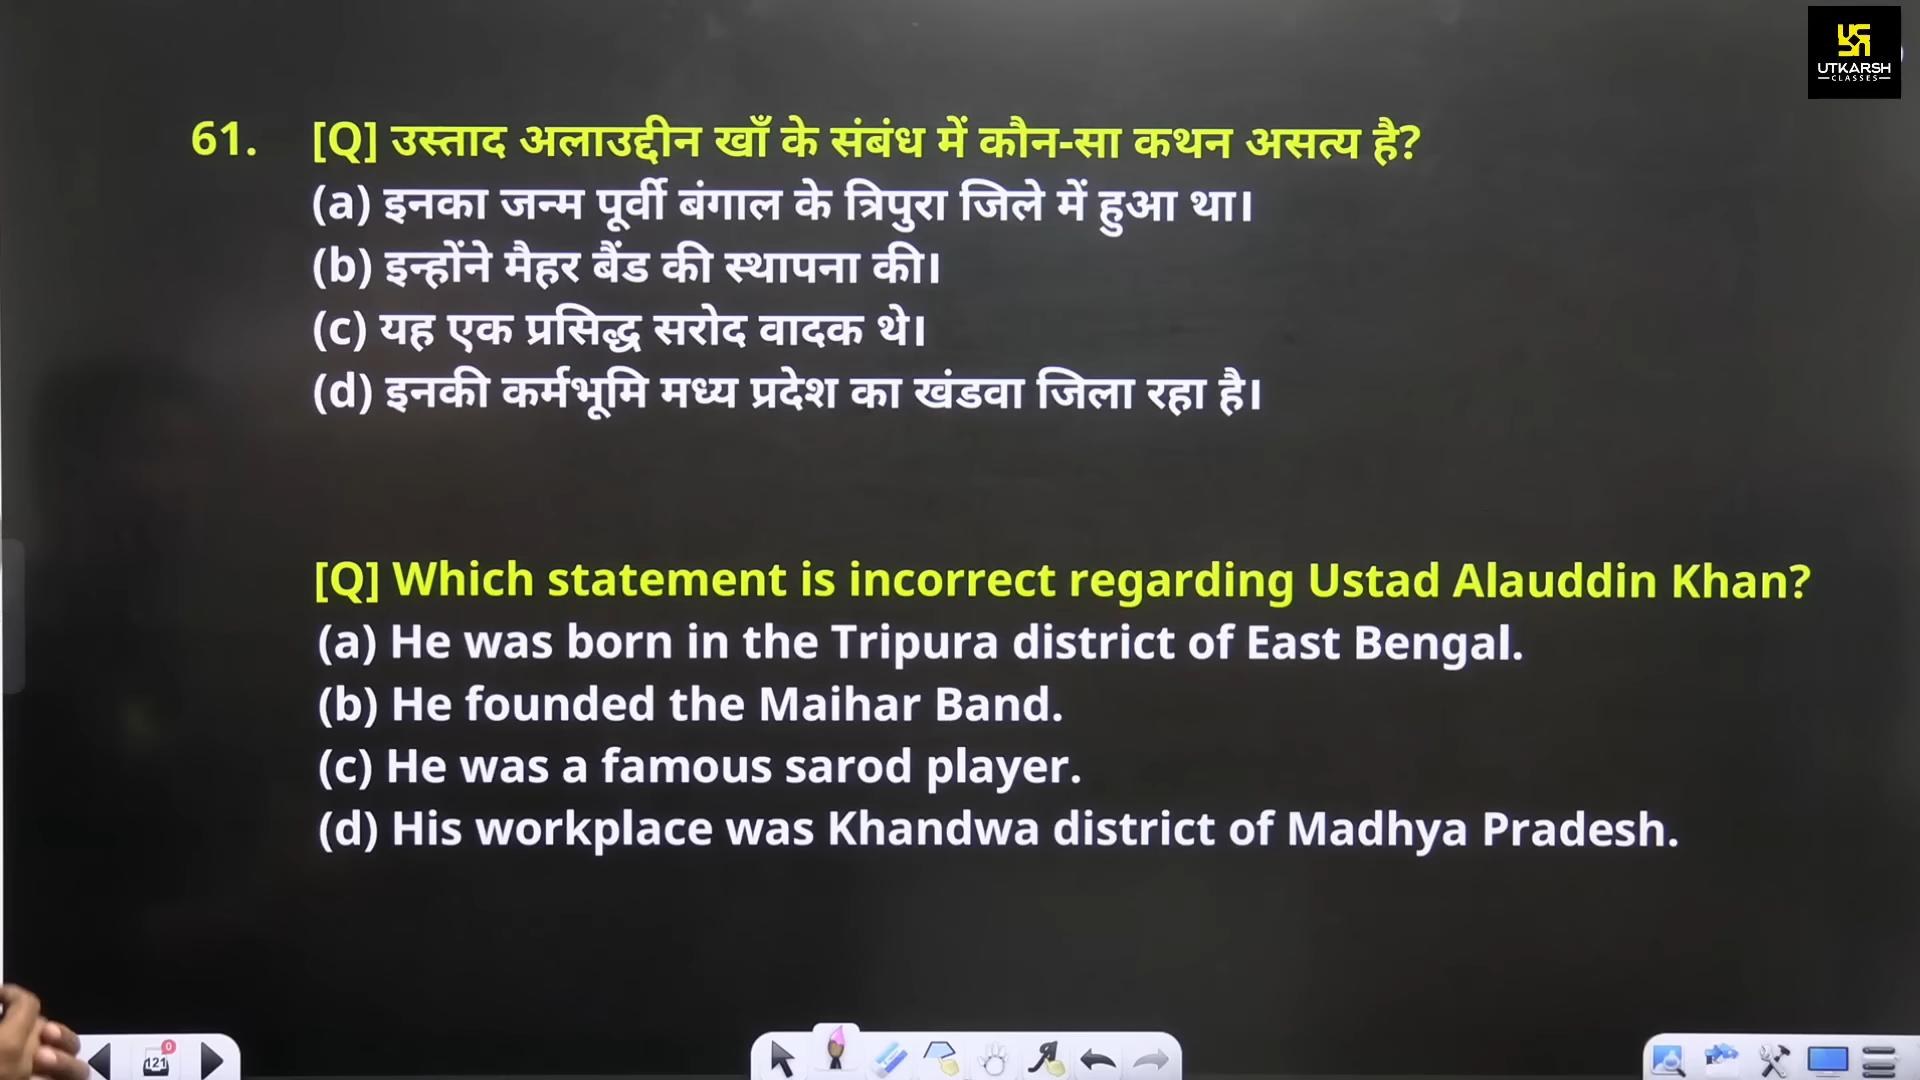 UTKARSH
CLASSES
61. [Q] उस्ताद अलाउद्दीन खाँ के संबंध में कौन-सा कथन असत्य है?
(a) इनका जन्म पूर्वी बंगाल के त्रिपुरा जिले में हुआ था।
(b) इन्होंने मैहर बैंड की स्थापना की।
(c) यह एक प्रसिद्ध सरोद वादक थे।
(d) इनकी कर्मभूमि मध्य प्रदेश का खंडवा जिला रहा है।
[Q] Which statement is incorrect regarding Ustad Alauddin Khan?
(a) He was born in the Tripura district of East Bengal.
(b) He founded the Maihar Band.
(c) He was a famous sarod player.
(d) His workplace was Khandwa district of Madhya Pradesh.
0
121